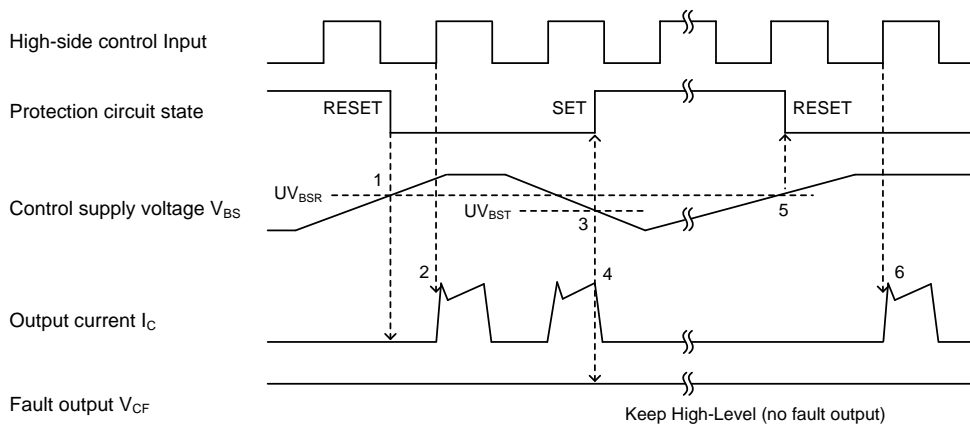 High-side control Input
Protection circuit state
RESET
SET
RESET
UVBSR
1
Control supply voltage VBS
UVBST
3
5
2
4
6
Output current IC
Fault output VCF
Keep High-Level (no fault output)